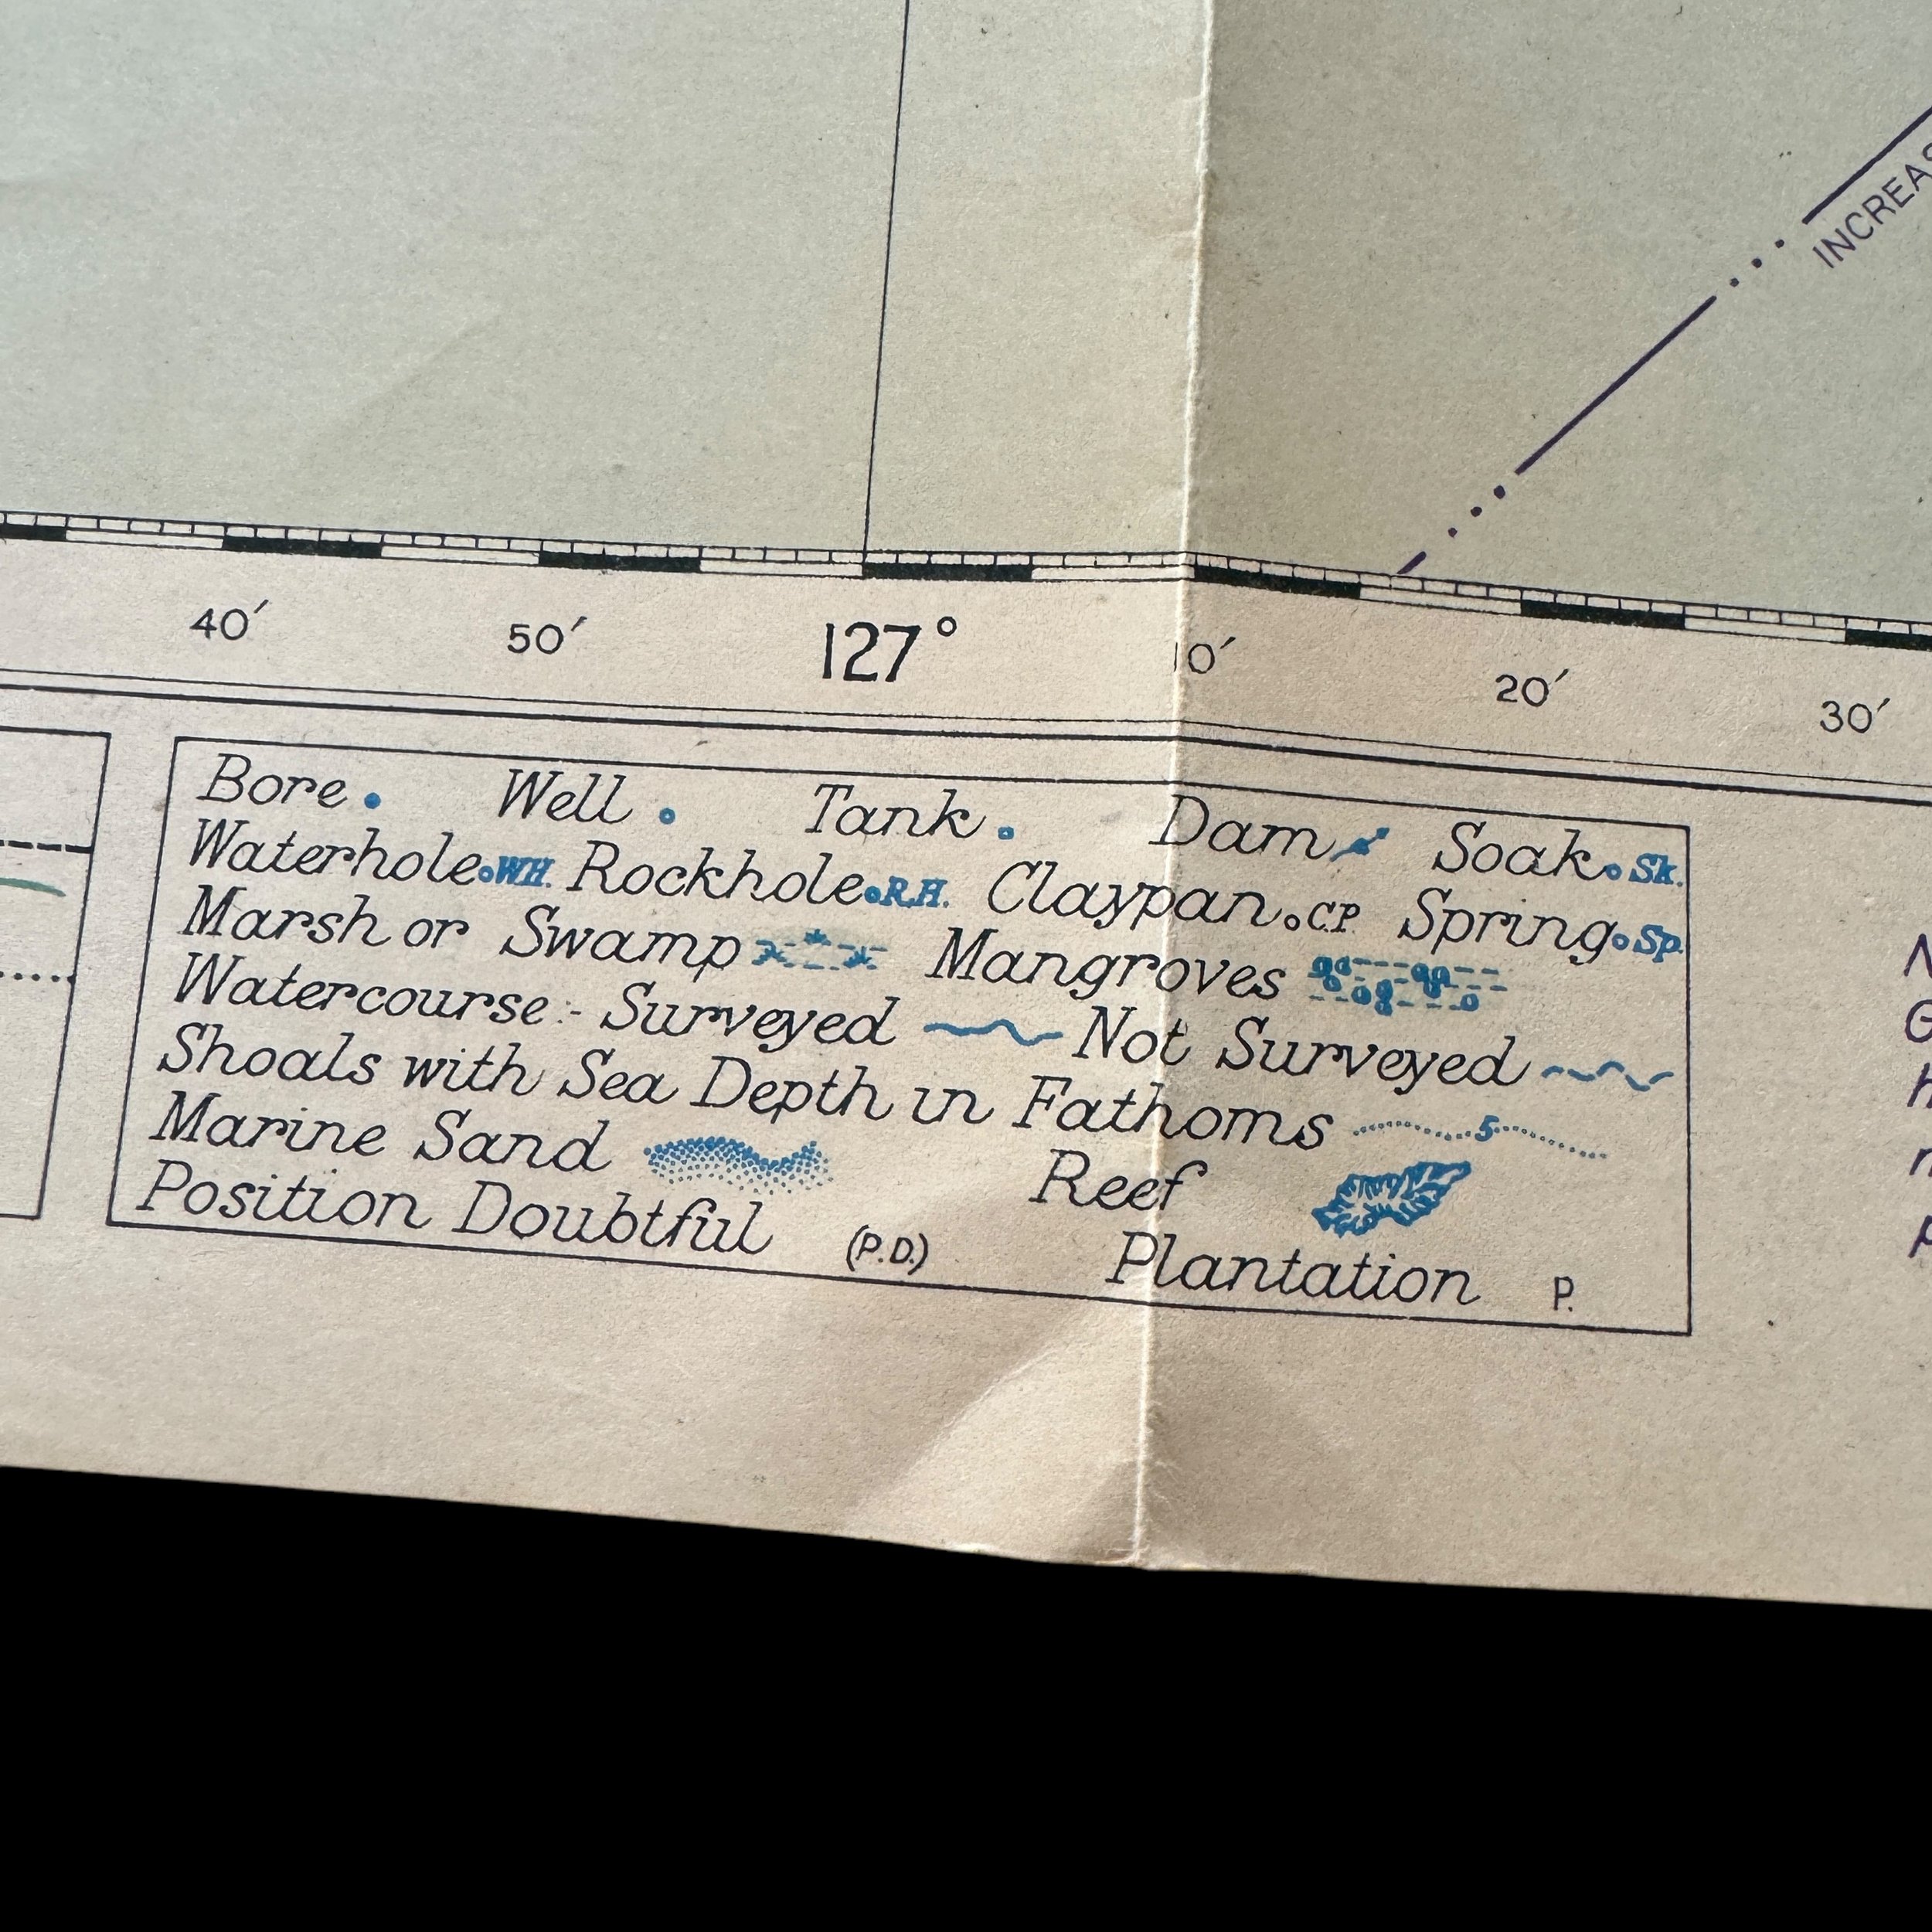 INCREAS
40′ 50′ 127° 10′ 20′ 30′
Bore Well Tank Dam Soak Sk.
Waterhole W.H. Rockhole R.H. Claypan C.P. Spring Sp.
Marsh or Swamp Mangroves
Watercourse:- Surveyed Not Surveyed
Shoals with Sea Depth in Fathoms 5
Marine Sand Reef
Position Doubtful (P.D.) Plantation P.